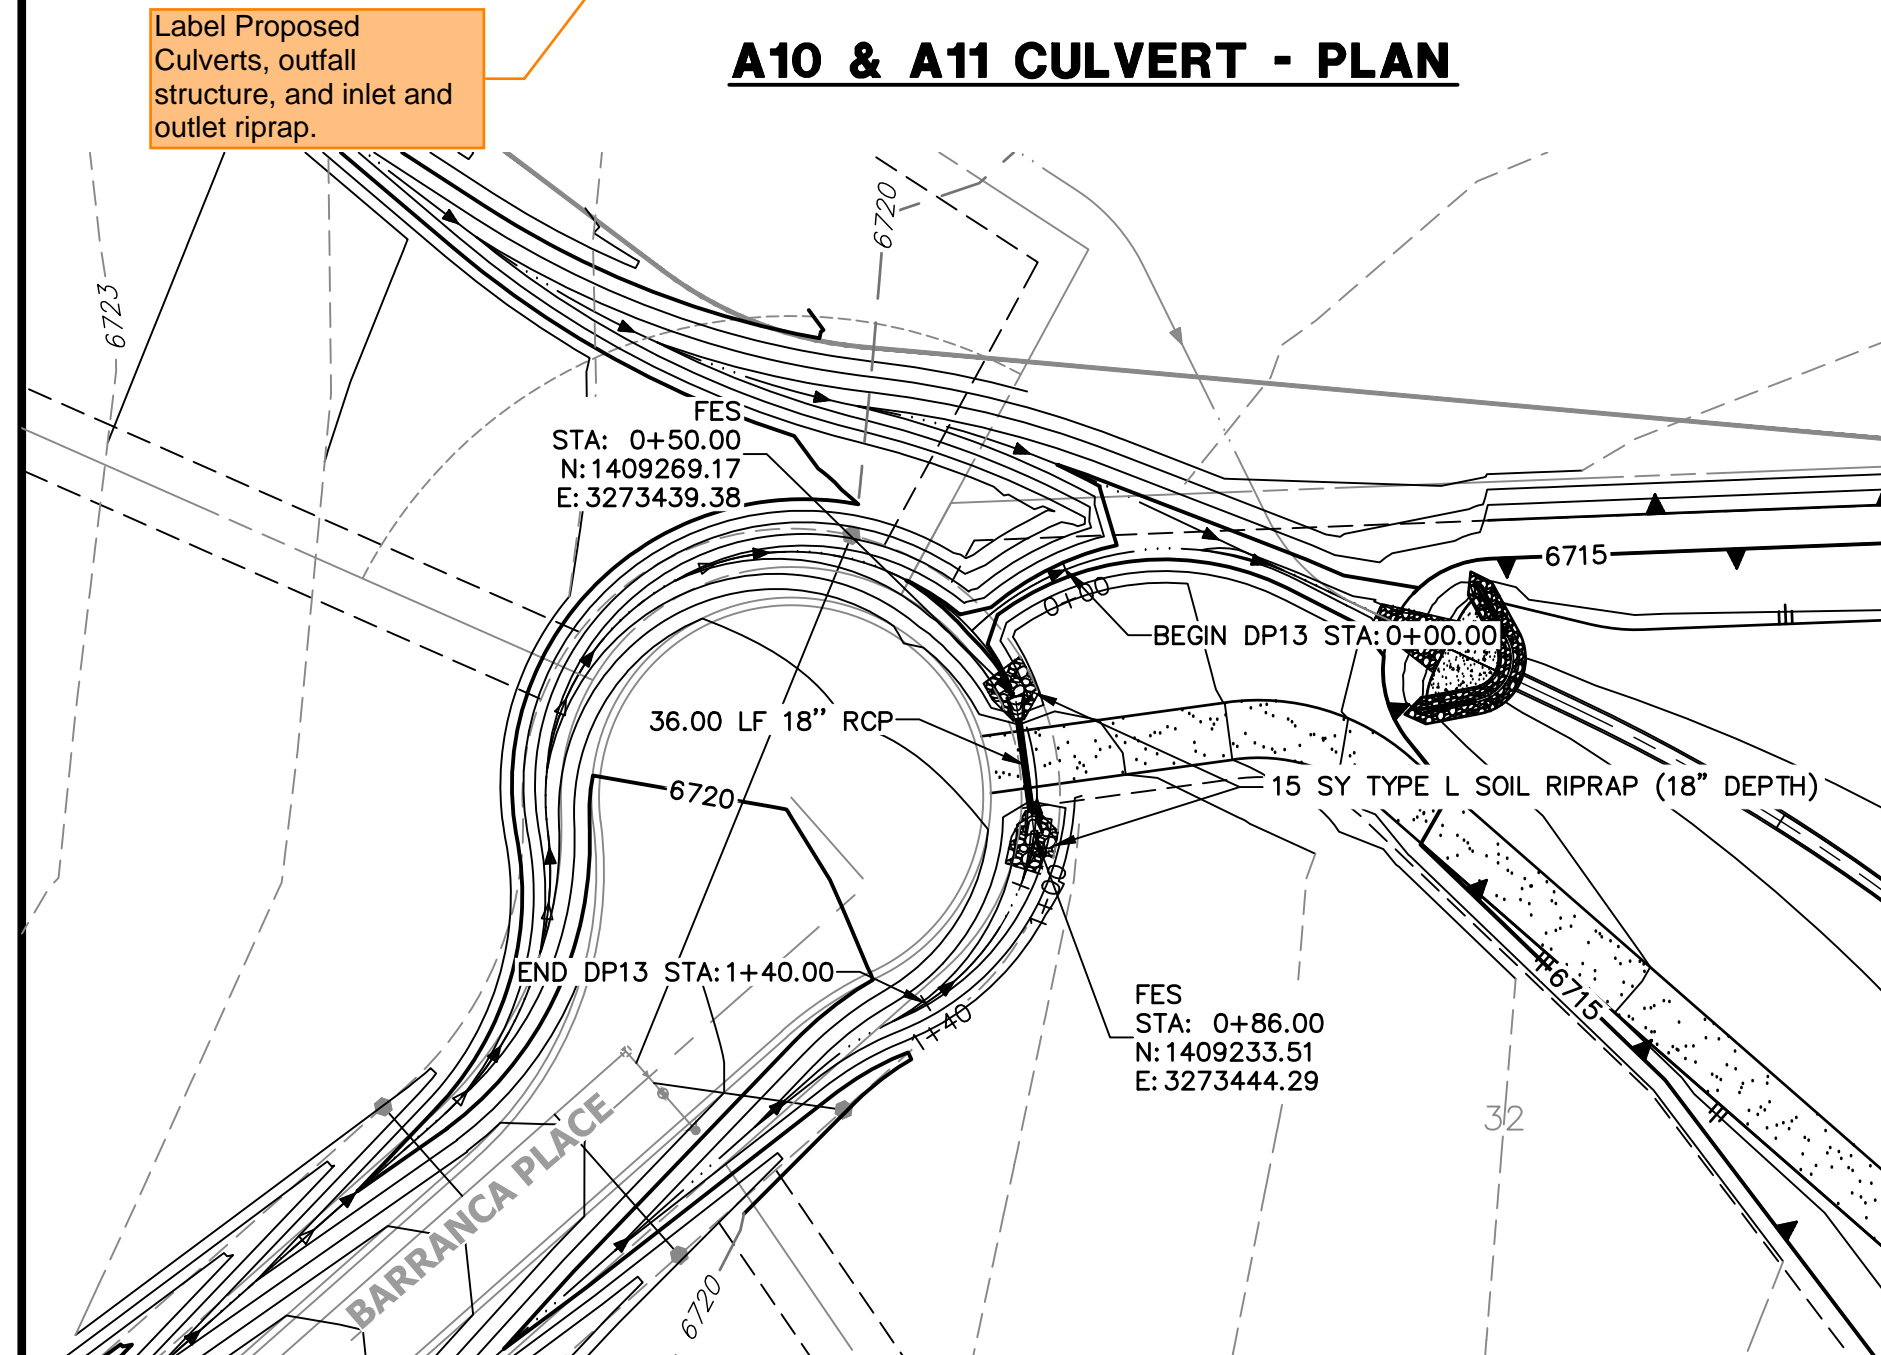 Label Proposed
Culverts, outfall
structure, and inlet and
outlet riprap.
A10 & A11 CULVERT - PLAN
6720
6723
FES
STA: 0+50.00
N:1409269.17
E:3273439.38
6715
0+00
BEGIN DP13 STA:0+00.00
36.00 LF 18” RCP
15 SY TYPE L SOIL RIPRAP (18” DEPTH)
6720
1+00
END DP13 STA:1+40.00
1+40
6715
FES
STA: 0+86.00
N:1409233.51
E:3273444.29
32
BARRANCA PLACE
6720